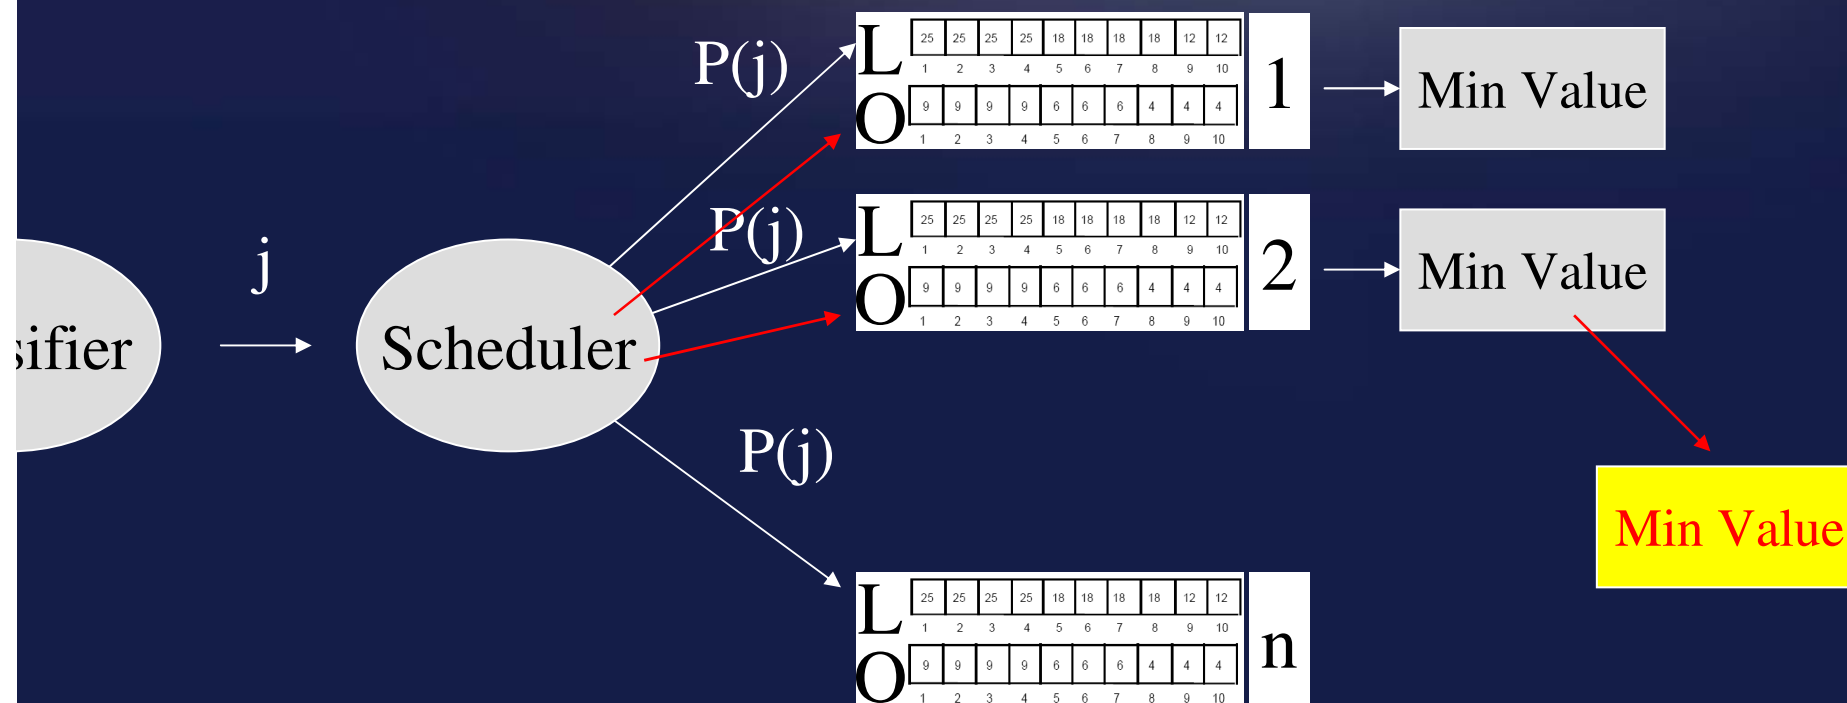 P(j)
L
25 25 25 25 18 18 18 18 12 12
1 2 3 4 5 6 7 8 9 10
O
9 9 9 9 6 6 6 4 4 4
1 2 3 4 5 6 7 8 9 10
1
Min Value
P(j)
L
25 25 25 25 18 18 18 18 12 12
1 2 3 4 5 6 7 8 9 10
O
9 9 9 9 6 6 6 4 4 4
1 2 3 4 5 6 7 8 9 10
2
Min Value
j
sifier
Scheduler
P(j)
Min Value
L
25 25 25 25 18 18 18 18 12 12
1 2 3 4 5 6 7 8 9 10
O
9 9 9 9 6 6 6 4 4 4
1 2 3 4 5 6 7 8 9 10
n